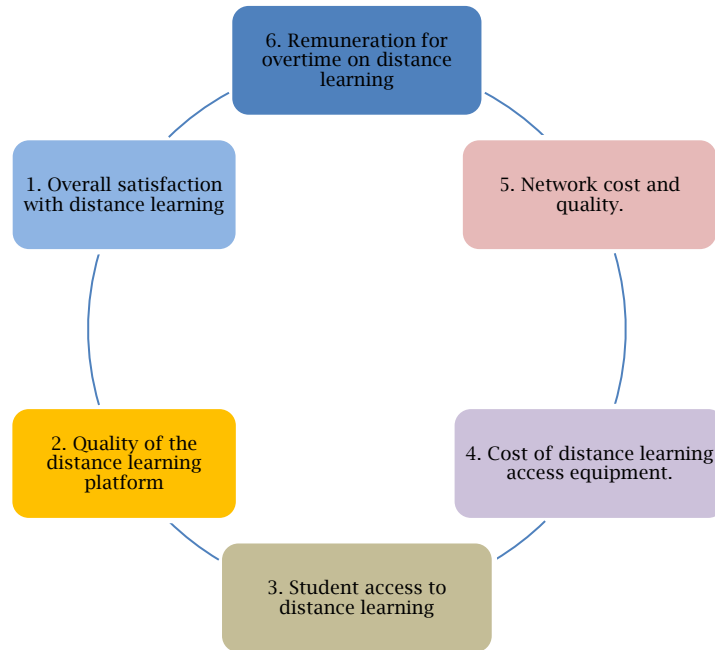 6. Remuneration for
overtime on distance
learning
1. Overall satisfaction
with distance learning
5. Network cost and
quality.
2. Quality of the
distance learning
platform
4. Cost of distance learning
access equipment.
3. Student access to
distance learning